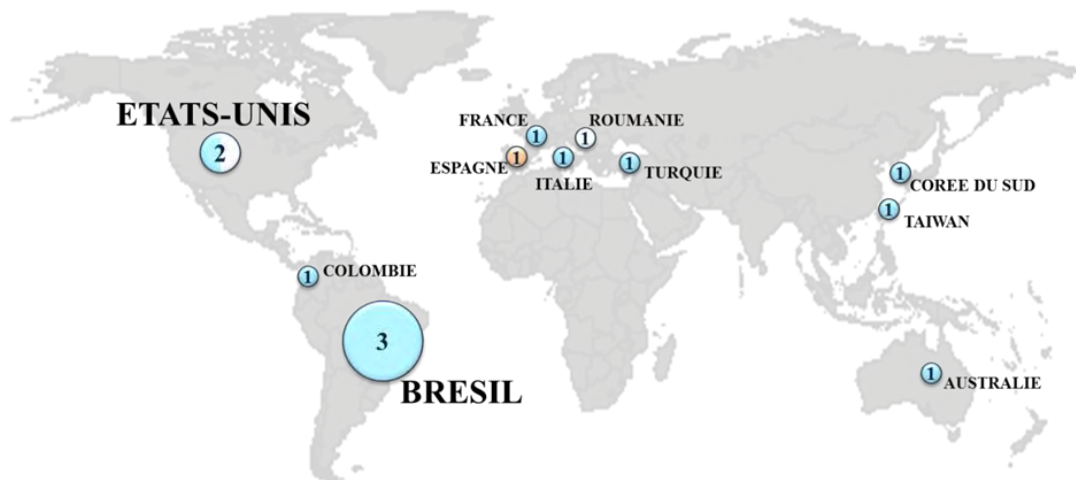 ETATS-UNIS
2
FRANCE
1
ROUMANIE
1
ESPAGNE
1
ITALIE
1
TURQUIE
1
COREE DU SUD
1
TAIWAN
1
COLOMBIE
1
BRESIL
3
AUSTRALIE
1